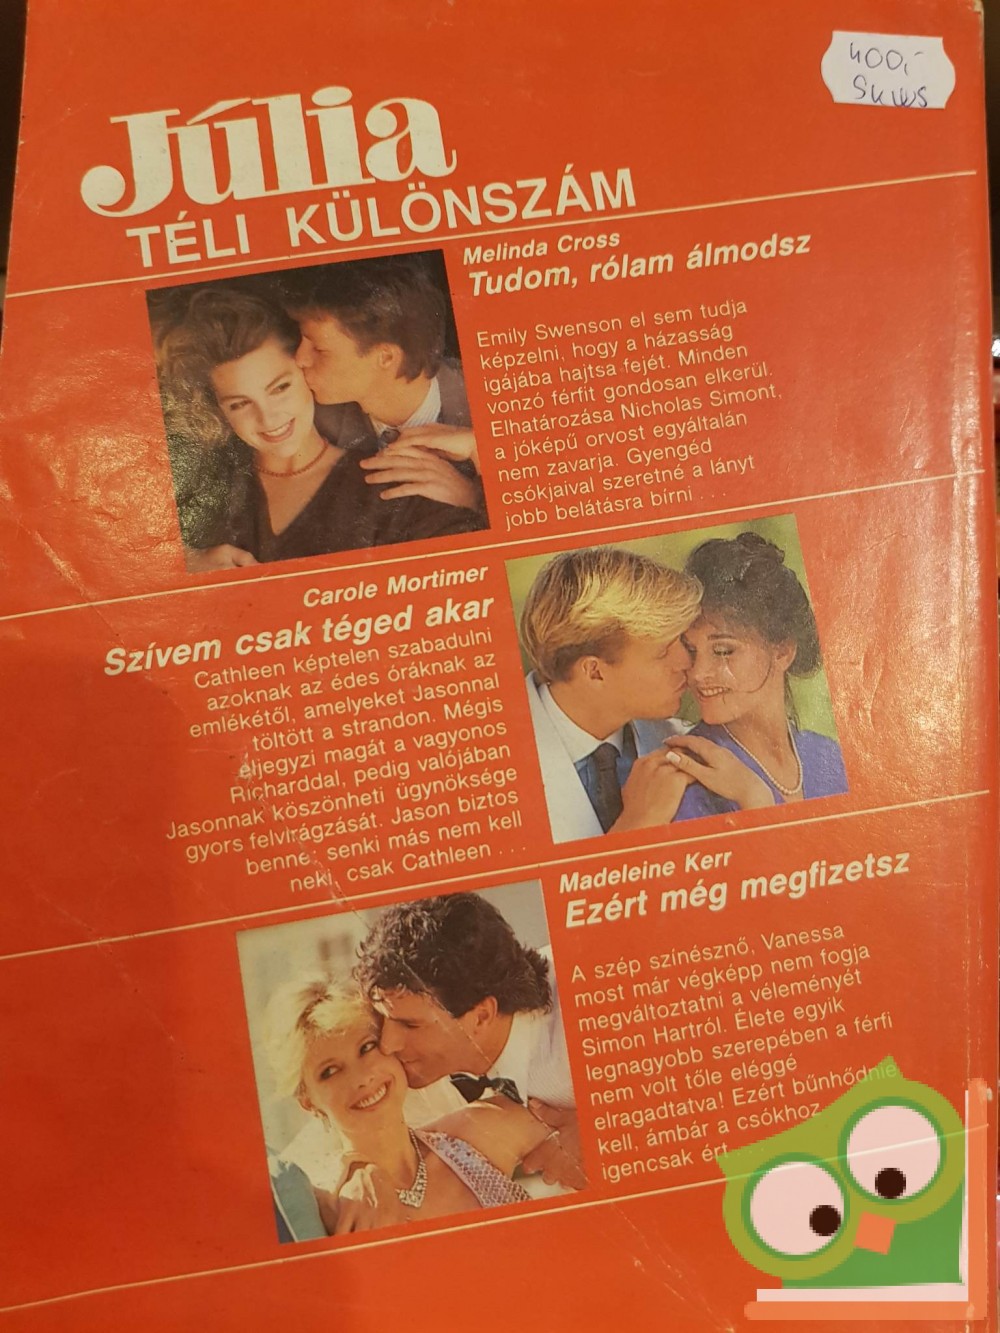 400,-
Júlia
TÉLI KÜLÖNSZÁM
Melinda Cross
Tudom, rólam álmodsz
Emily Swenson el sem tudja
képzelni, hogy a házasság
igájába hajtsa fejét. Minden
vonzó férfit gondosan elkerül.
Elhatározása Nicholas Simont,
a jóképű orvost egyáltalán
nem zavarja. Gyengéd
csókjaival szeretné a lányt
jobb belátásra bírni . . .
Carole Mortimer
Szívem csak téged akar
Cathleen képtelen szabadulni
azoknak az édes óráknak az
emlékétől, amelyeket Jasonnal
töltött a strandon. Mégis
eljegyzi magát a vagyonos
Richarddal, pedig valójában
Jasonnak köszönheti ügynöksége
gyors felvirágzását. Jason biztos
benne, senki más nem kell
neki, csak Cathleen . . .
Madeleine Kerr
Ezért még megfizetsz
A szép színésznő, Vanessa
most már végképp nem fogja
megváltoztatni a véleményét
Simon Hartról. Élete egyik
legnagyobb szerepében a férfi
nem volt tőle eléggé
elragadtatva! Ezért bűnhődnie
kell, ámbár a csókhoz
igencsak ért